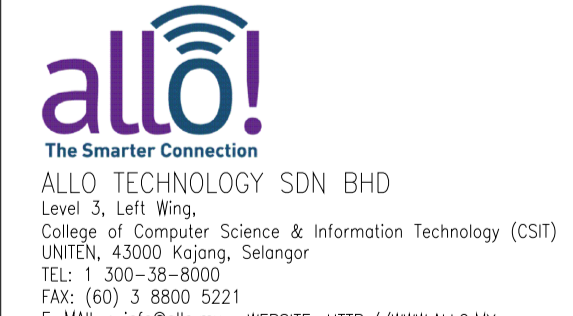 allo!
The Smarter Connection
ALLO TECHNOLOGY SDN BHD
Level 3, Left Wing,
College of Computer Science & Information Technology (CSIT)
UNITEN, 43000 Kajang, Selangor
TEL: 1 300-38-8000
FAX: (60) 3 8800 5221